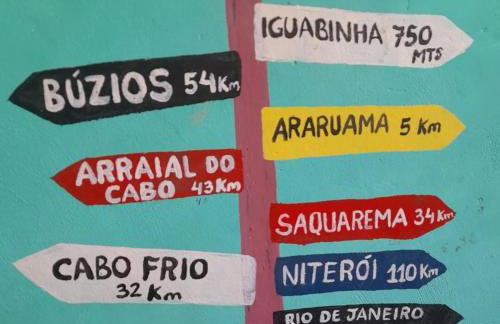 IGUABINHA 750
MTS
BÚZIOS 54Km
ARARUAMA 5 Km
ARRAIAL DO
CABO 43Km
SAQUAREMA 34Km
CABO FRIO
32 Km
NITERÓI 110Km
RIO DE JANEIRO